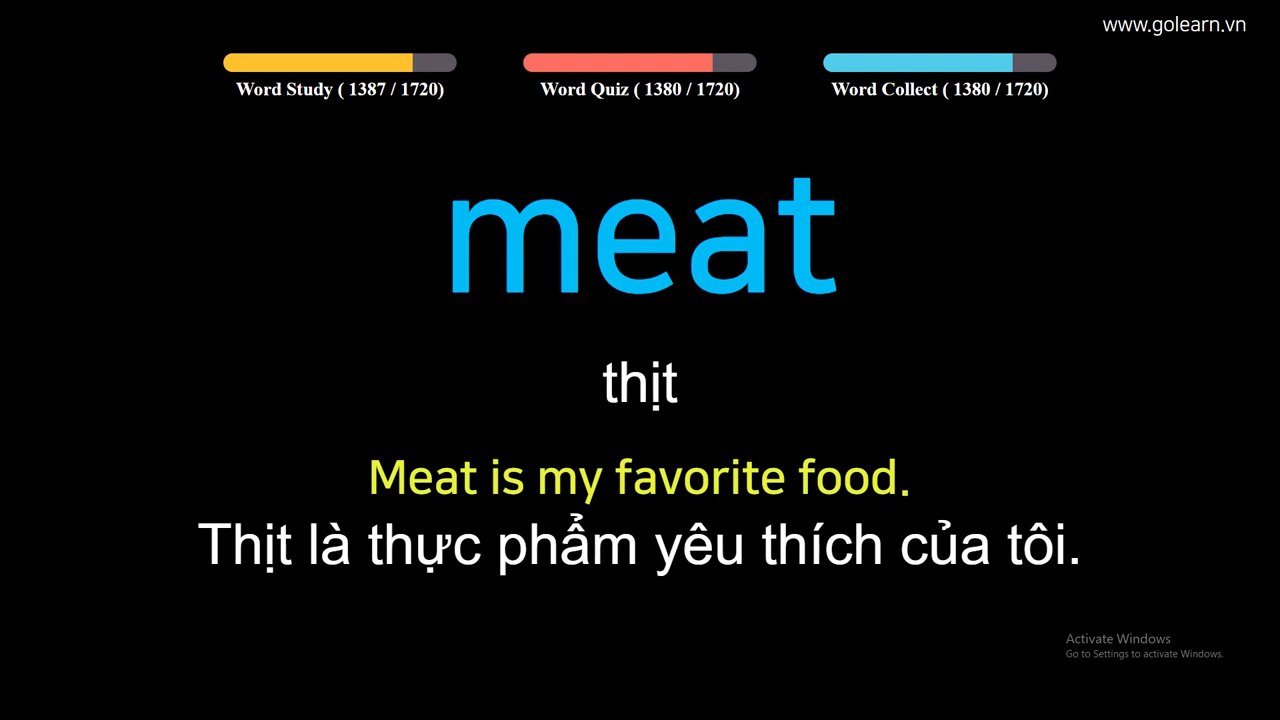 www.golearn.vn
Word Study ( 1387 / 1720)
Word Quiz ( 1380 / 1720)
Word Collect ( 1380 / 1720)
meat
thịt
Meat is my favorite food.
Thịt là thực phẩm yêu thích của tôi.
Activate Windows
Go to Settings to activate Windows.